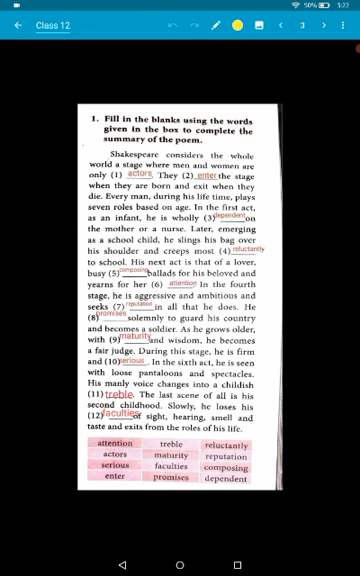 50% 3:22
Class 12
3
1. Fill in the blanks using the words
given in the box to complete the
summary of the poem.
Shakespeare considers the whole
world a stage where men and women are
only (1) actors. They (2) enter the stage
when they are born and exit when they
die. Every man, during his life time, plays
seven roles based on age. In the first act,
as an infant, he is wholly (3) dependent on
the mother or a nurse. Later, emerging
as a school child, he slings his bag over
his shoulder and creeps most (4) reluctantly
to school. His next act is that of a lover,
busy (5) composing ballads for his beloved and
yearns for her (6) attention. In the fourth
stage, he is aggressive and ambitious and
seeks (7) reputation in all that he does. He
(8) promises solemnly to guard his country
and becomes a soldier. As he grows older,
with (9) maturity and wisdom, he becomes
a fair judge. During this stage, he is firm
and (10) serious. In the sixth act, he is seen
with loose pantaloons and spectacles.
His manly voice changes into a childish
(11) treble. The last scene of all is his
second childhood. Slowly, he loses his
(12) faculties of sight, hearing, smell and
taste and exits from the roles of his life.
attention treble reluctantly
actors maturity reputation
serious faculties composing
enter promises dependent